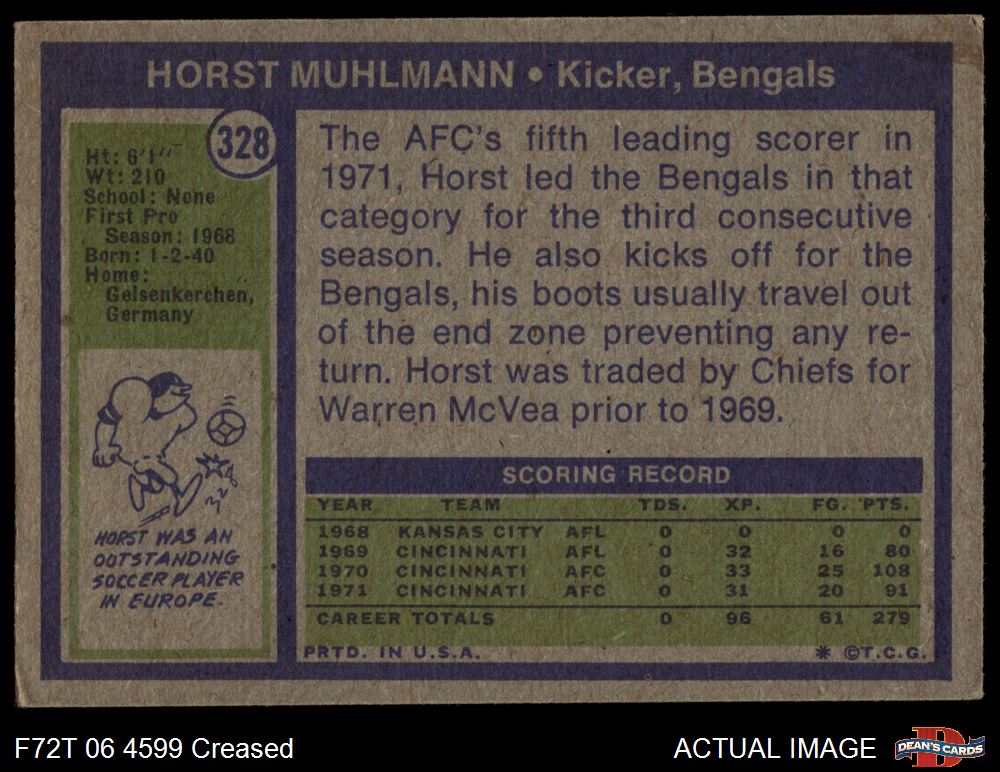 HORST MUHLMANN • Kicker, Bengals
328
Ht: 6'1"
Wt: 210
School: None
First Pro
Season: 1968
Born: 1-2-40
Home:
Gelsenkerchen,
Germany
The AFC's fifth leading scorer in
1971, Horst led the Bengals in that
category for the third consecutive
season. He also kicks off for the
Bengals, his boots usually travel out
of the end zone preventing any re-
turn. Horst was traded by Chiefs for
Warren McVea prior to 1969.
HORST WAS AN
OUTSTANDING
SOCCER PLAYER
IN EUROPE.
SCORING RECORD
YEAR TEAM TDS. XP. FG. PTS.
1968 KANSAS CITY AFL 0 0 0 0
1969 CINCINNATI AFL 0 32 16 80
1970 CINCINNATI AFC 0 33 25 108
1971 CINCINNATI AFC 0 31 20 91
CAREER TOTALS 0 96 61 279
PRTD. IN U.S.A. * ©T.C.G.
F72T 06 4599 Creased
ACTUAL IMAGE
DEAN'S CARDS